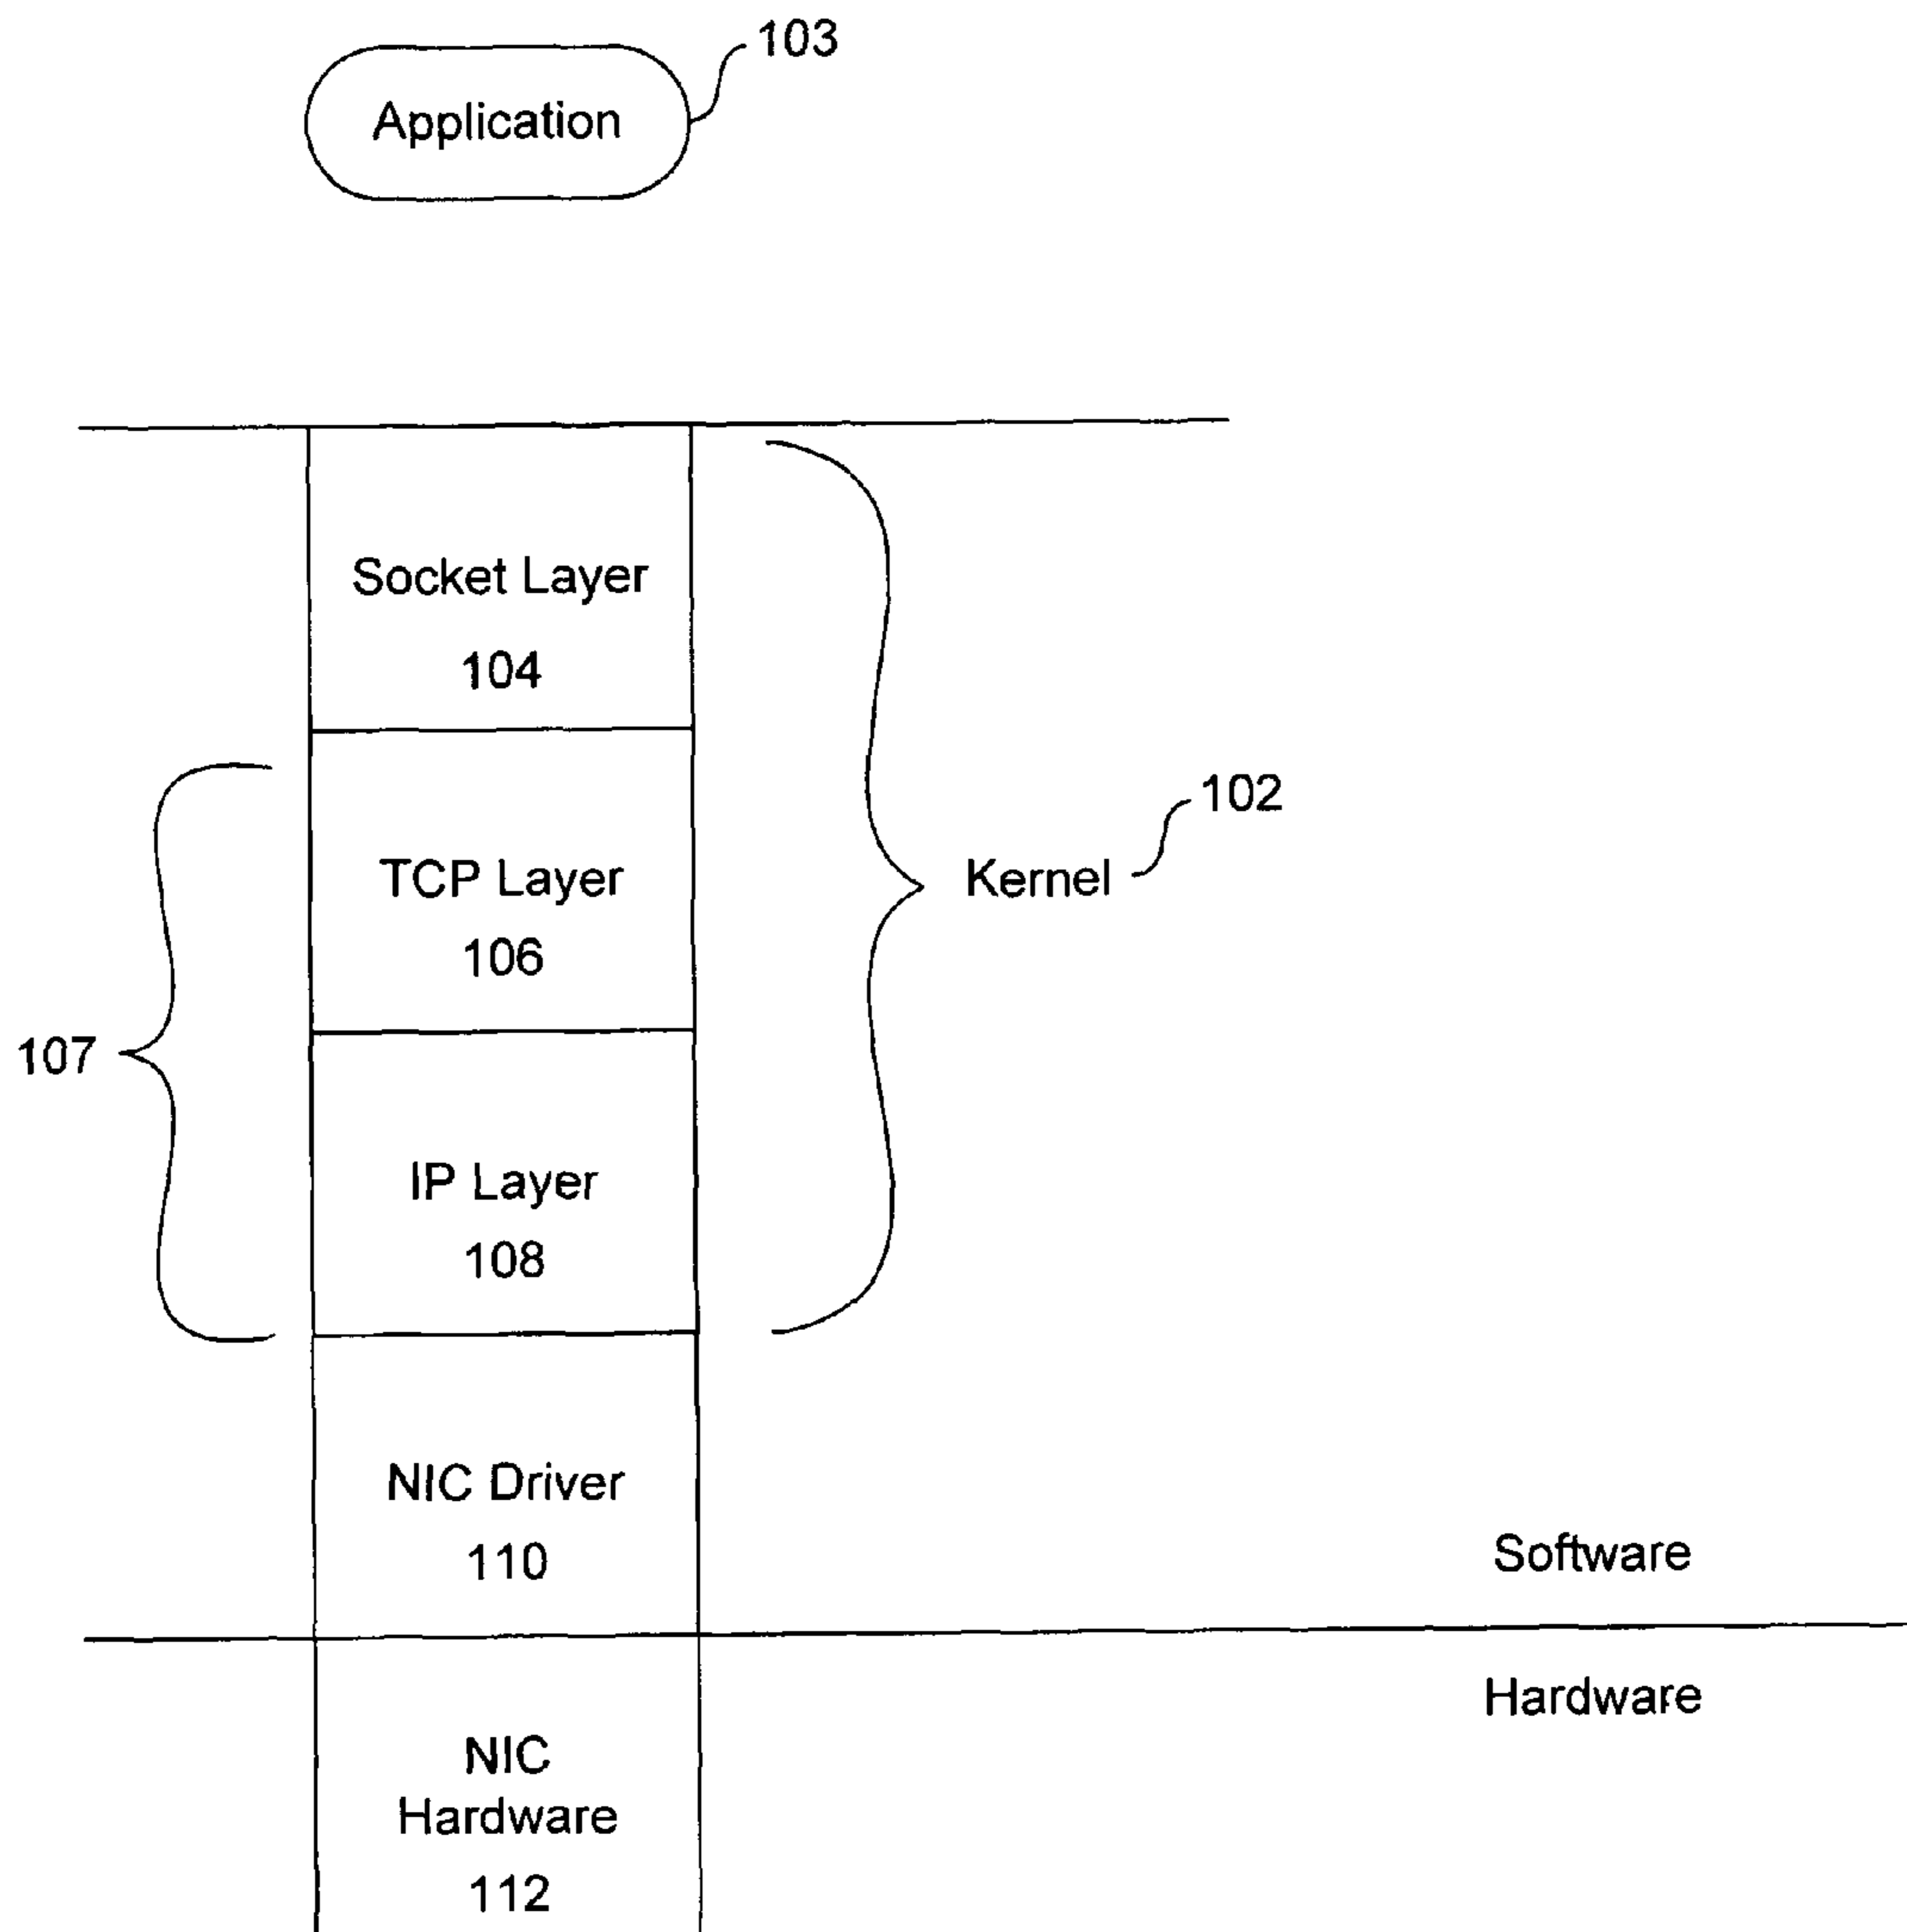 103
Application
Socket Layer
104
102
TCP Layer
Kernel
106
107
IP Layer
108
NIC Driver
110
Software
Hardware
NIC
Hardware
112